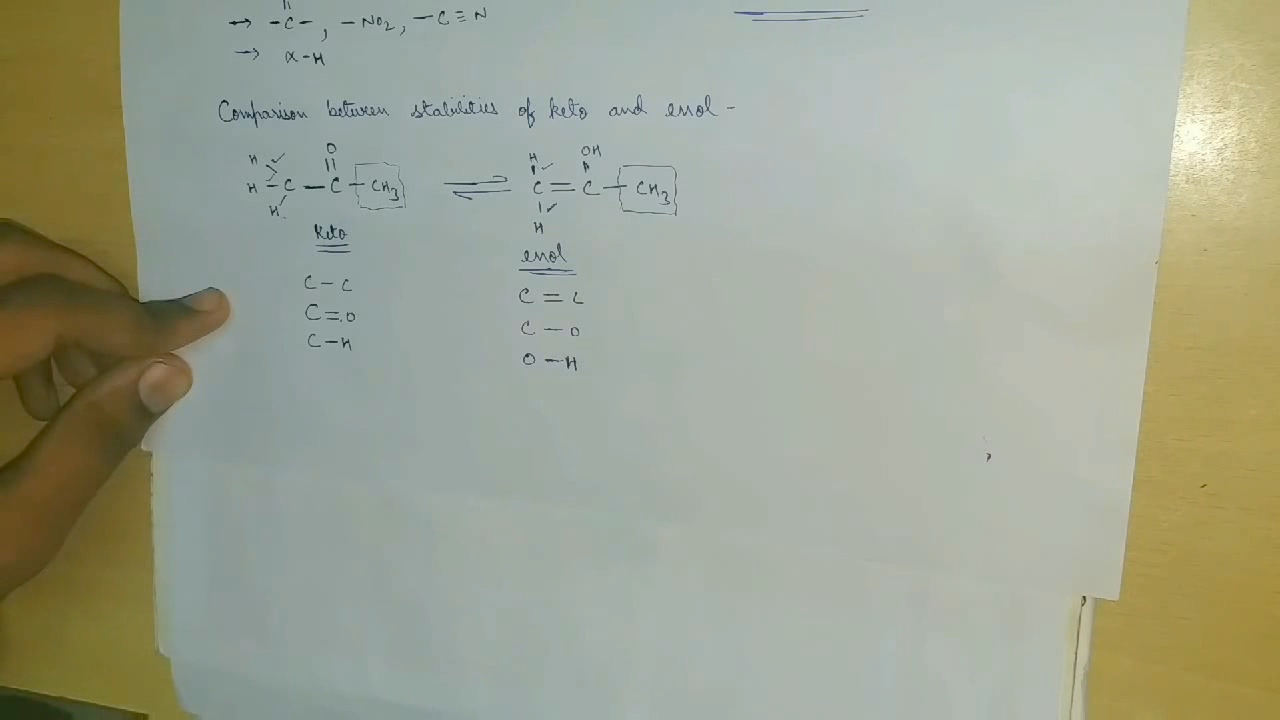 → -C-, -NO2, -C≡N
→ α-H
Comparison between stabilities of keto and enol -
H O H OH
H - C - C - CH3 ⇌ C = C - CH3
H H
keto enol
C - C C = C
C = O C - O
C - H O - H